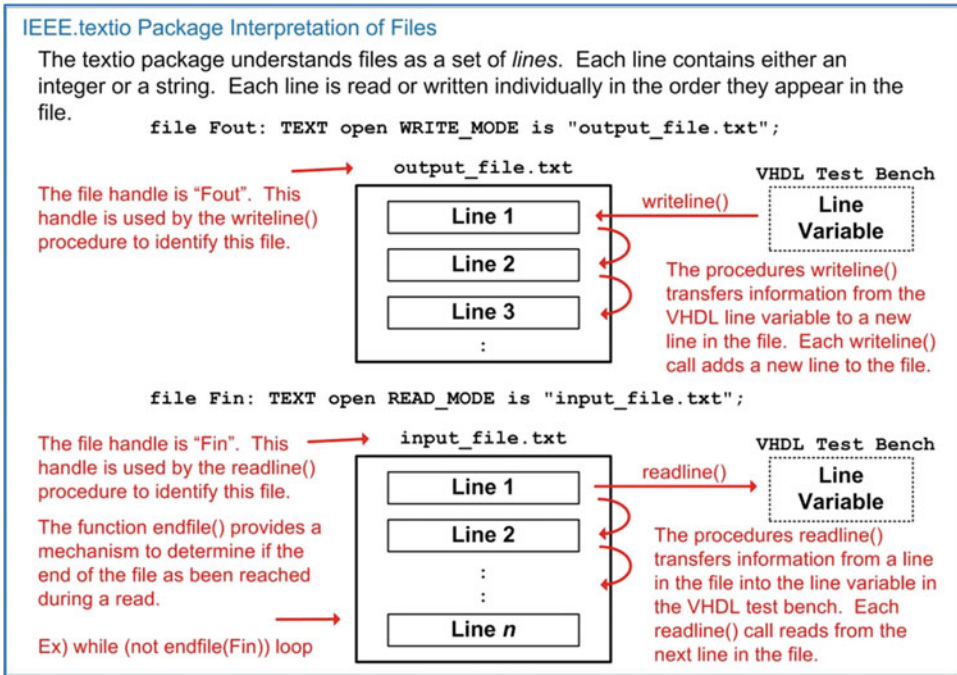 IEEE.textio Package Interpretation of Files
The textio package understands files as a set of lines. Each line contains either an
integer or a string. Each line is read or written individually in the order they appear in the
file.
file Fout: TEXT open WRITE_MODE is "output_file.txt";
The file handle is “Fout”. This
handle is used by the writeline()
procedure to identify this file.
output_file.txt
Line 1
Line 2
Line 3
:
writeline()
VHDL Test Bench
Line
Variable
The procedures writeline()
transfers information from the
VHDL line variable to a new
line in the file. Each writeline()
call adds a new line to the file.
file Fin: TEXT open READ_MODE is "input_file.txt";
The file handle is “Fin”. This
handle is used by the readline()
procedure to identify this file.
The function endfile() provides a
mechanism to determine if the
end of the file as been reached
during a read.
Ex) while (not endfile(Fin)) loop
input_file.txt
Line 1
Line 2
:
:
Line n
readline()
VHDL Test Bench
Line
Variable
The procedures readline()
transfers information from a line
in the file into the line variable in
the VHDL test bench. Each
readline() call reads from the
next line in the file.